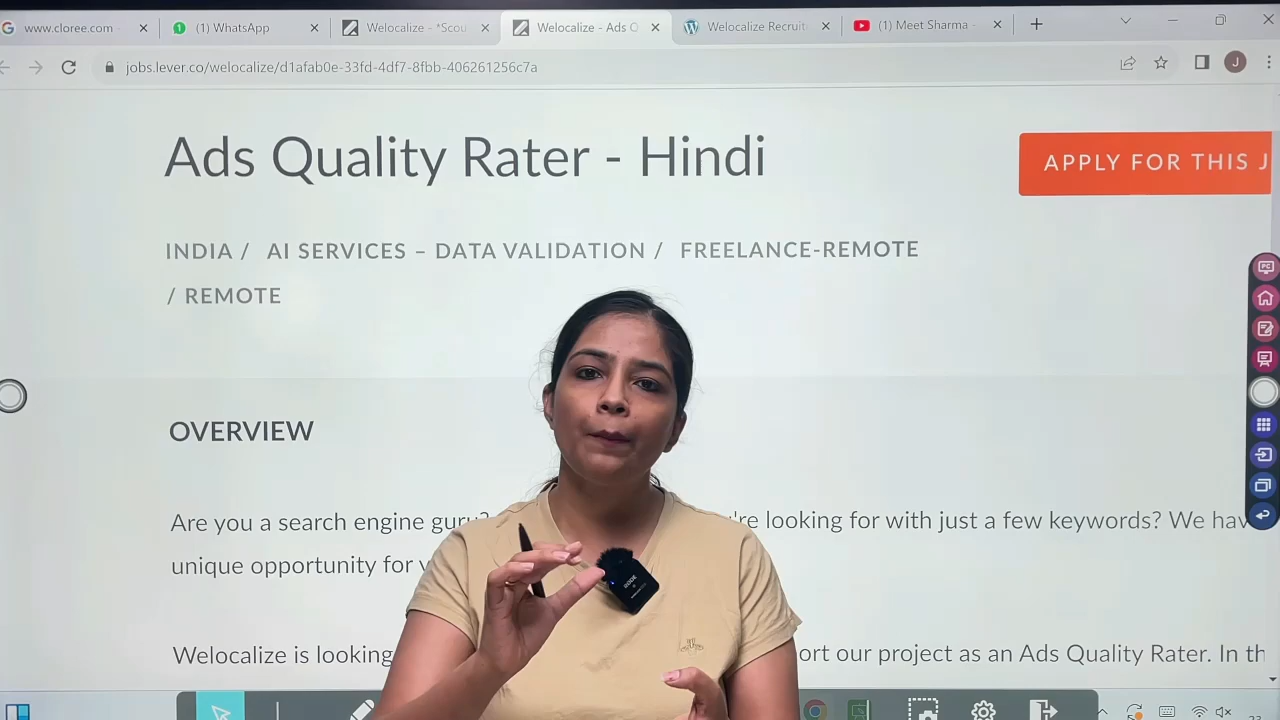 www.cloree.com
(1) WhatsApp
Welocalize - *Scou
Welocalize - Ads Q
Welocalize Recruit
(1) Meet Sharma -
jobs.lever.co/welocalize/d1afab0e-33fd-4df7-8fbb-406261256c7a
J
Ads Quality Rater - Hindi
APPLY FOR THIS J
INDIA / AI SERVICES – DATA VALIDATION / FREELANCE-REMOTE
/ REMOTE
PC
OVERVIEW
Are you a search engine guru? 're looking for with just a few keywords? We hav
unique opportunity for
RODE
Welocalize is looking ort our project as an Ads Quality Rater. In th